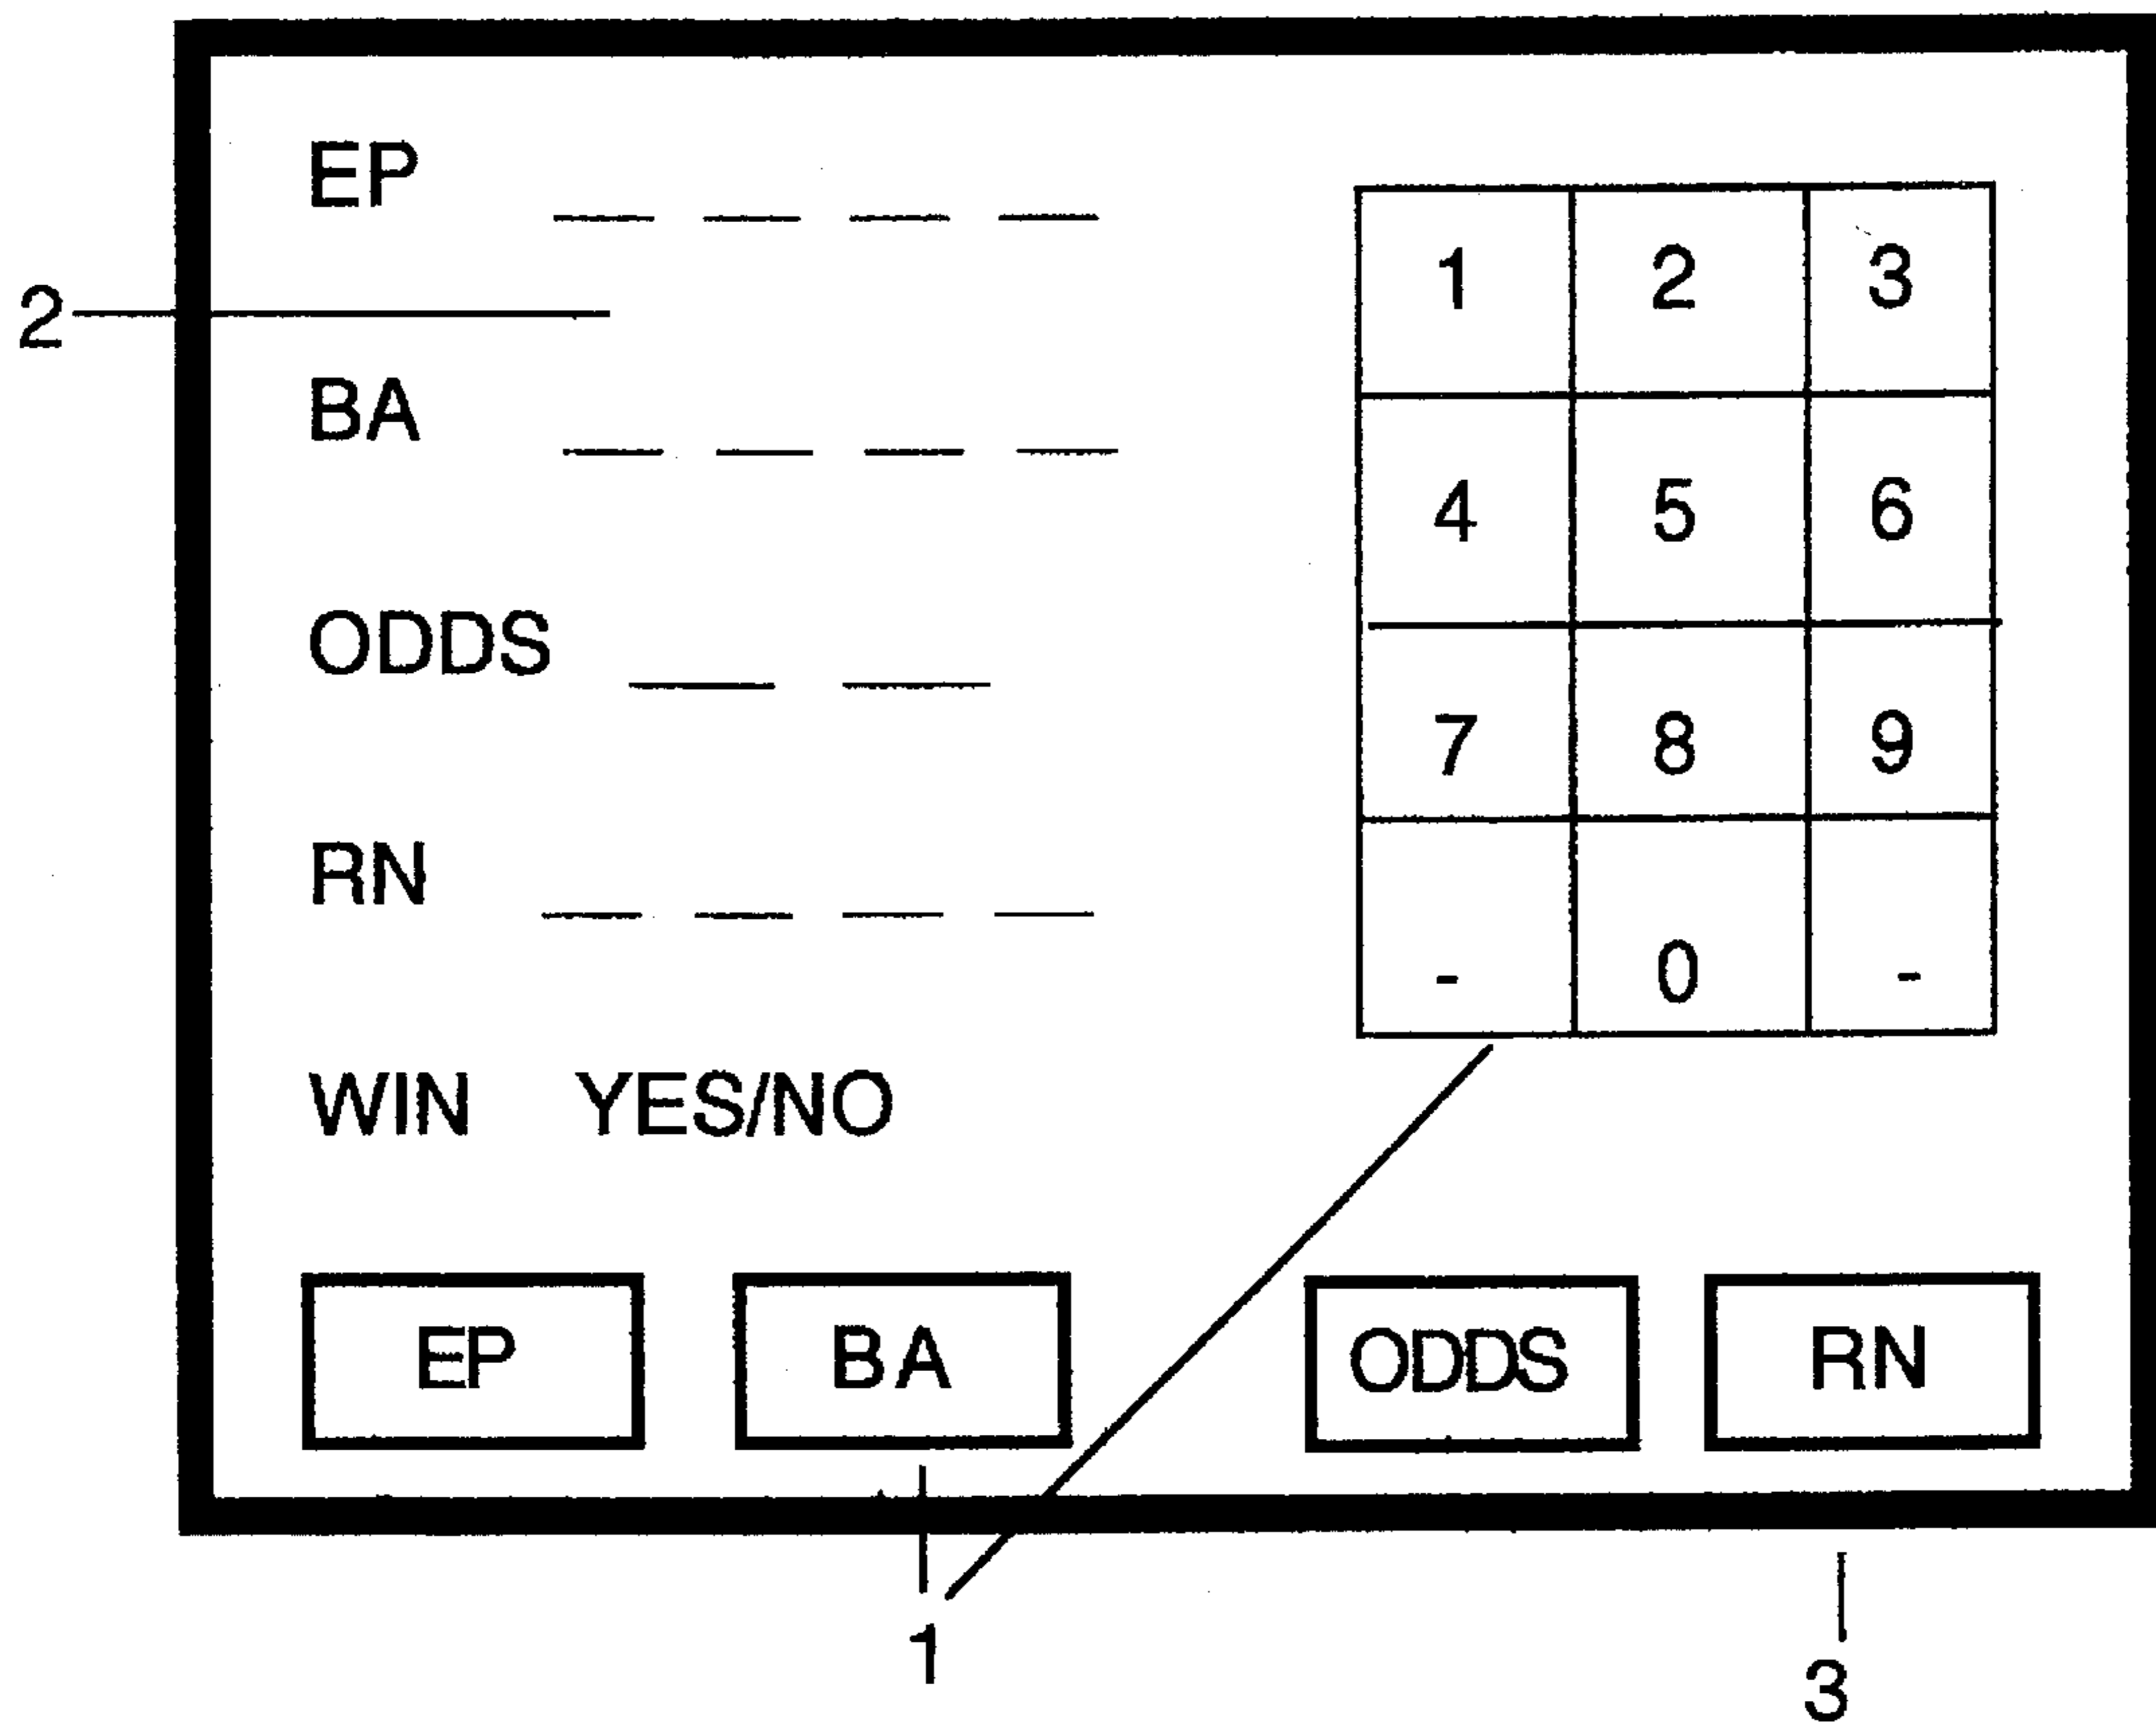 EP _ _ _ _
1 2 3
2
BA _ _ _ _
4 5 6
ODDS _ _
7 8 9
RN _ _ _ _
- 0 -
WIN YES/NO
EP BA ODDS RN
1
3